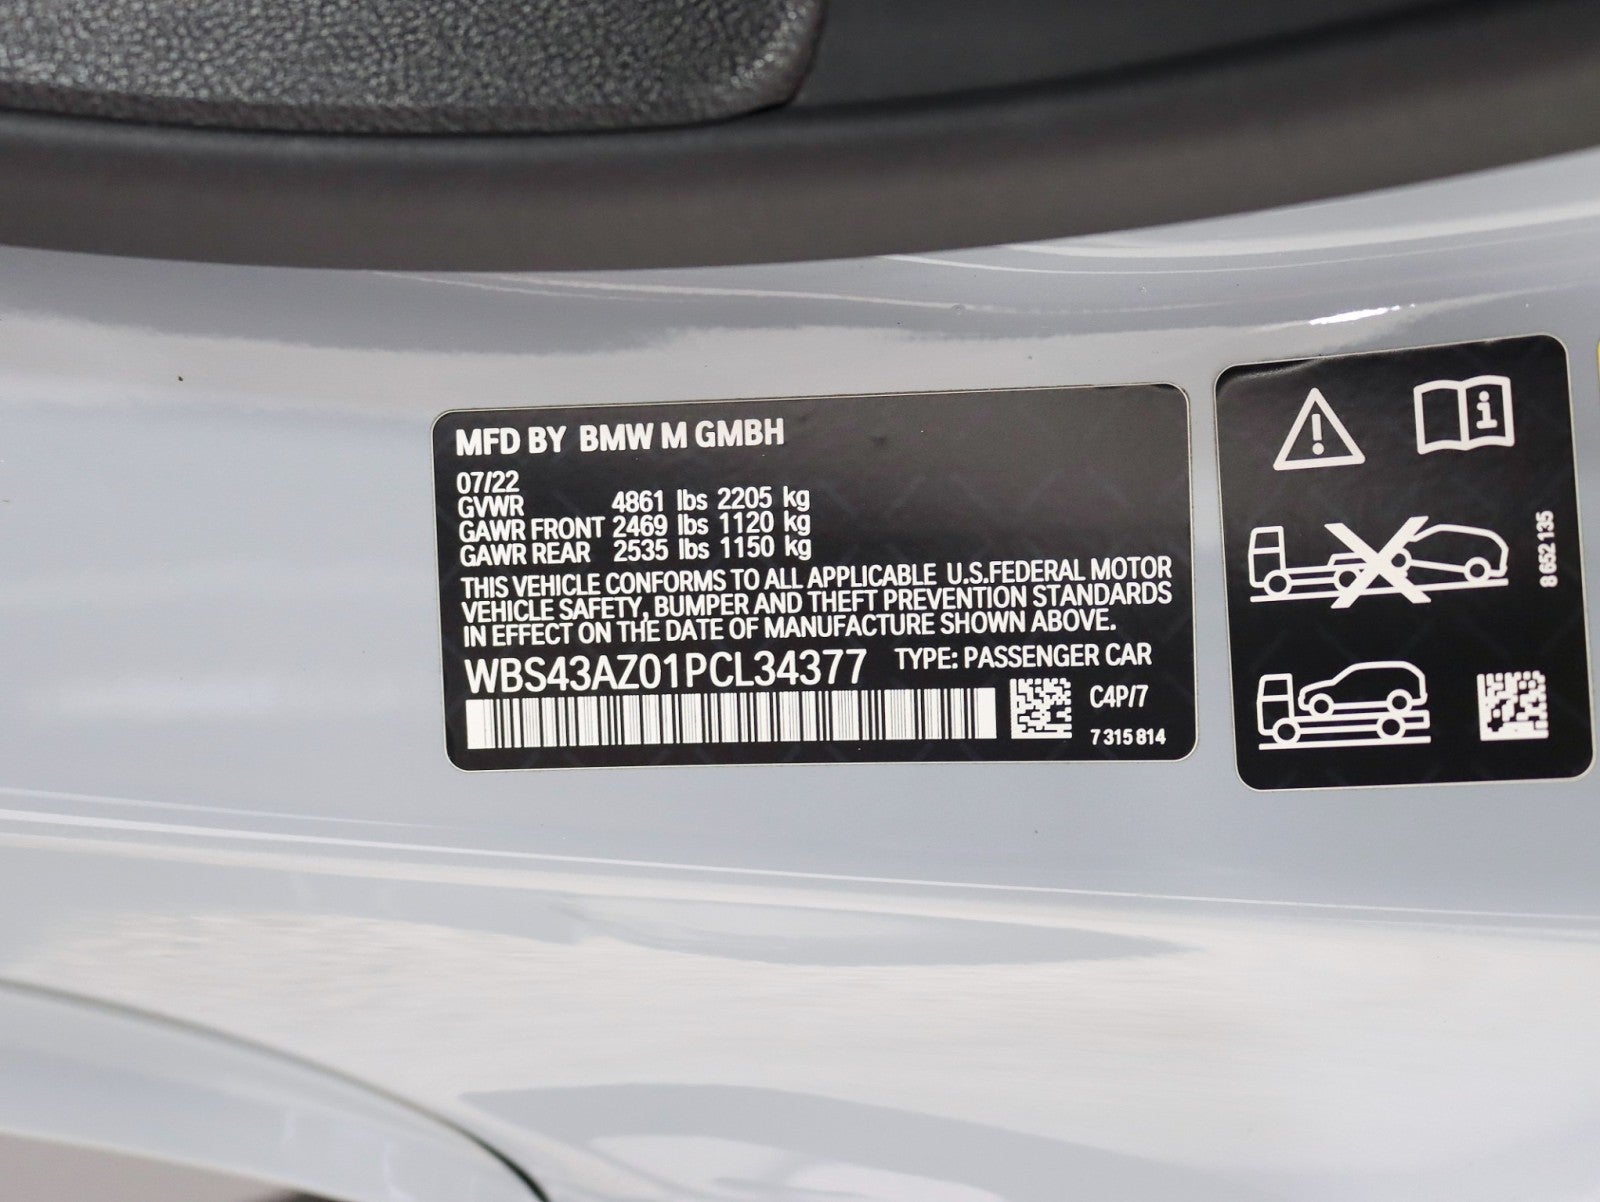 MFD BY BMW M GMBH
07/22
GVWR 4861 lbs 2205 kg
GAWR FRONT 2469 lbs 1120 kg
GAWR REAR 2535 lbs 1150 kg
THIS VEHICLE CONFORMS TO ALL APPLICABLE U.S.FEDERAL MOTOR
VEHICLE SAFETY, BUMPER AND THEFT PREVENTION STANDARDS
IN EFFECT ON THE DATE OF MANUFACTURE SHOWN ABOVE.
WBS43AZ01PCL34377 TYPE: PASSENGER CAR
C4P/7
7 315 814
8 652 135